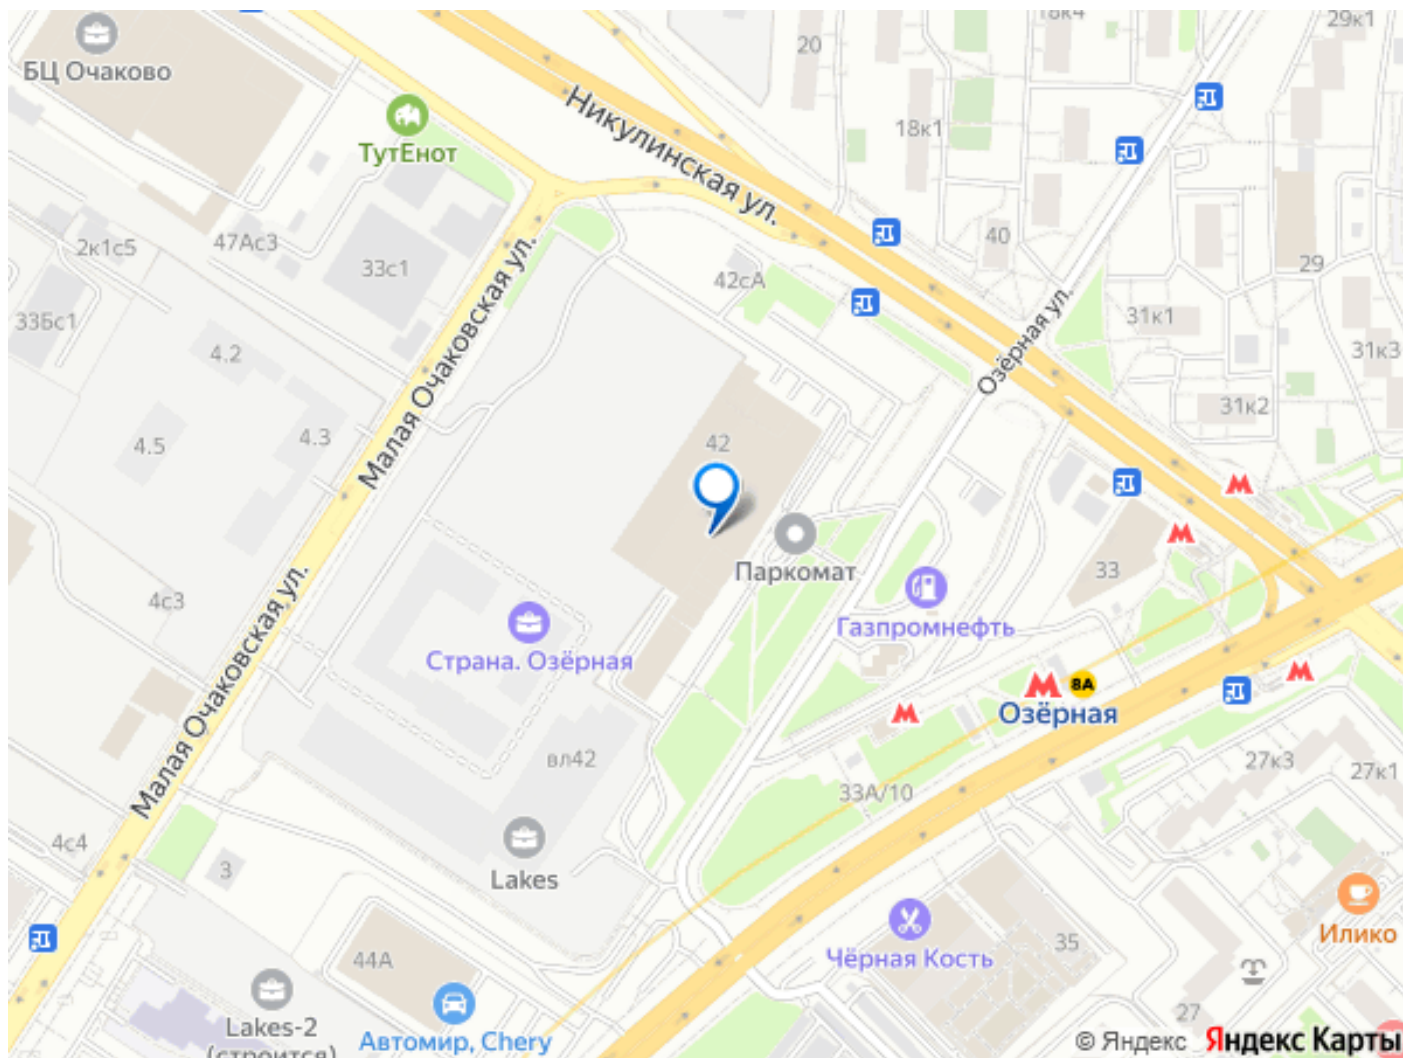 18к4
29к1
20
БЦ Очаково
Никулинская ул.
ТутЕнот
18к1
2к1с5
47Ас3
33с1
40
29
42сА
33Бс1
4.2
Малая Очаковская ул.
Озёрная ул.
31к1
31к3
31к2
4.5
4.3
42
Паркомат
33
4с3
Газпромнефть
Страна. Озёрная
8А
Озёрная
Малая Очаковская ул.
вл42
33А/10
27к3
27к1
4с4
3
Lakes
Илико
35
Чёрная Кость
44А
27
Lakes-2
(строится)
Автомир, Chery
© Яндекс Яндекс Карты